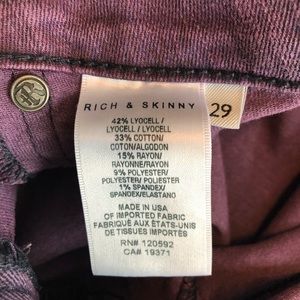 RICH & SKINNY
29
42% LYOCELL /
LYOCELL / LYOCELL
33% COTTON/
COTON/ALGODON
15% RAYON/
RAYONNE/RAYON
9% POLYESTER/
POLYESTER/ POLIESTER
1% SPANDEX/
SPANDEX/ELASTANO
MADE IN USA
OF IMPORTED FABRIC
FABRIQUÉ AUX ÉTATS-UNIS
DE TISSUES IMPORTÉS
RN# 120592
CA# 19371